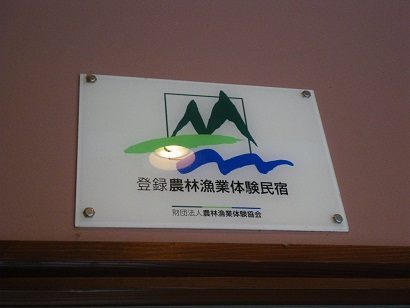 登録 農林漁業体験民宿
財団法人 農林漁業体験協会